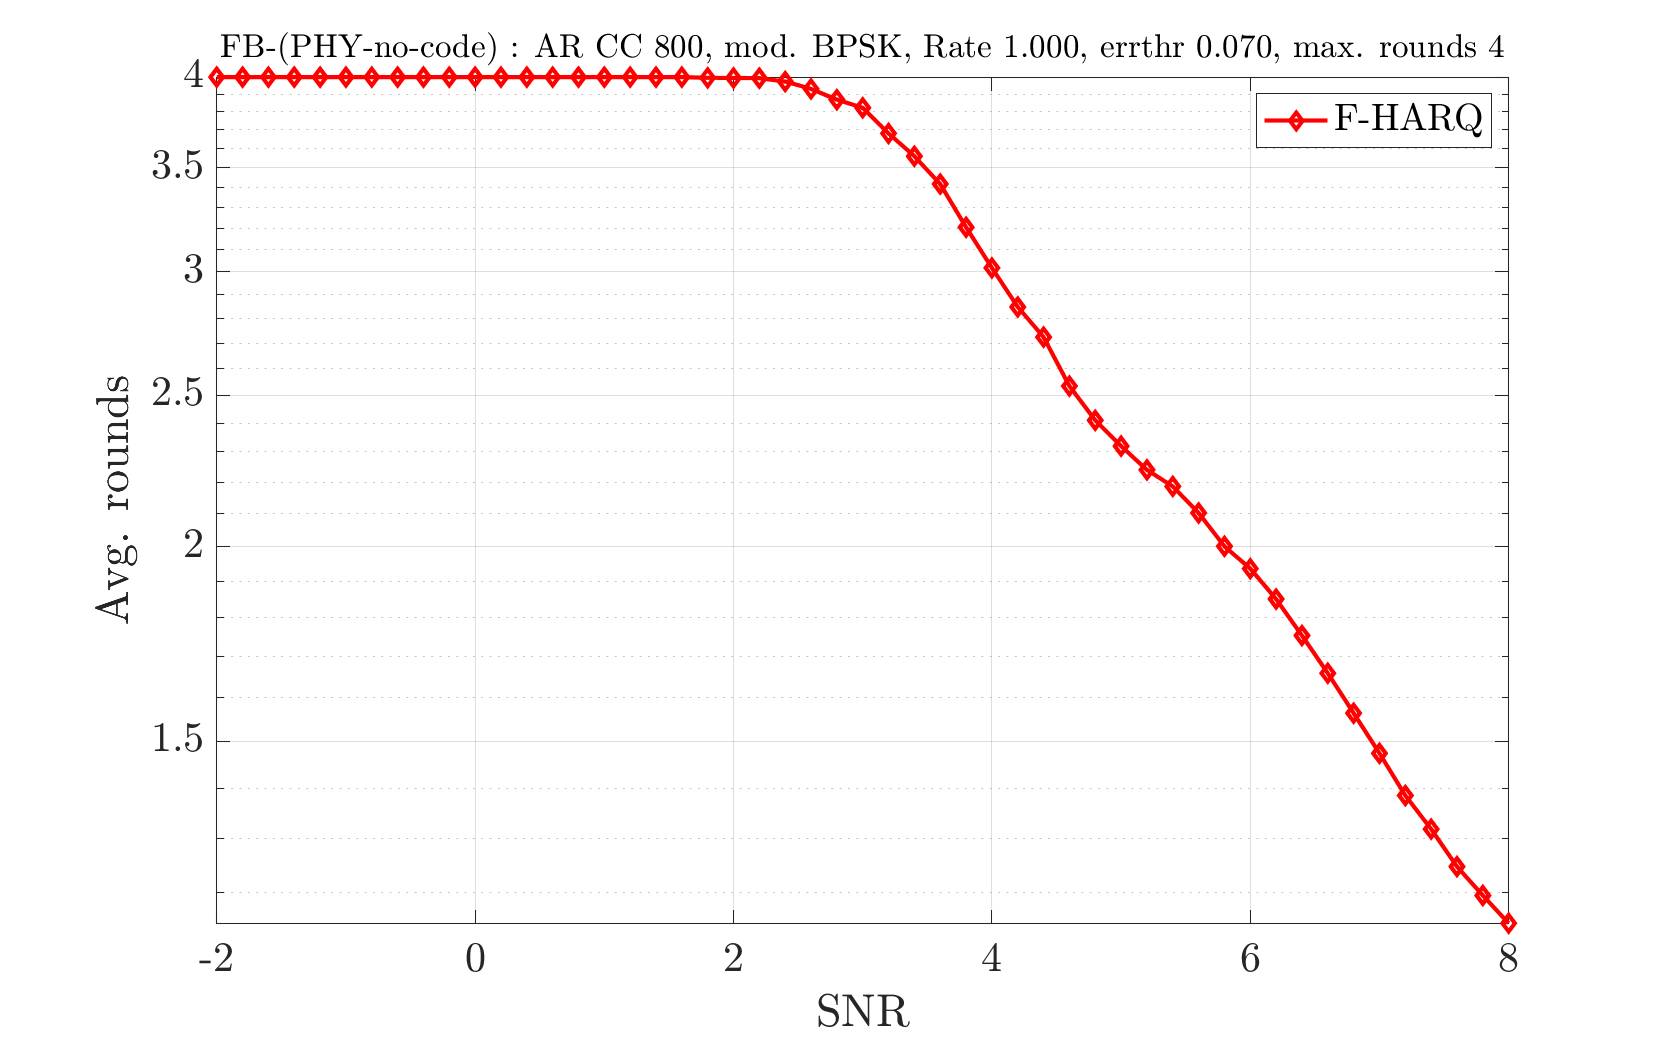 FB-(PHY-no-code) : AR CC 800, mod. BPSK, Rate 1.000, errthr 0.070, max. rounds 4
F-HARQ
4
3.5
3
2.5
2
1.5
Avg. rounds
-2 0 2 4 6 8
SNR